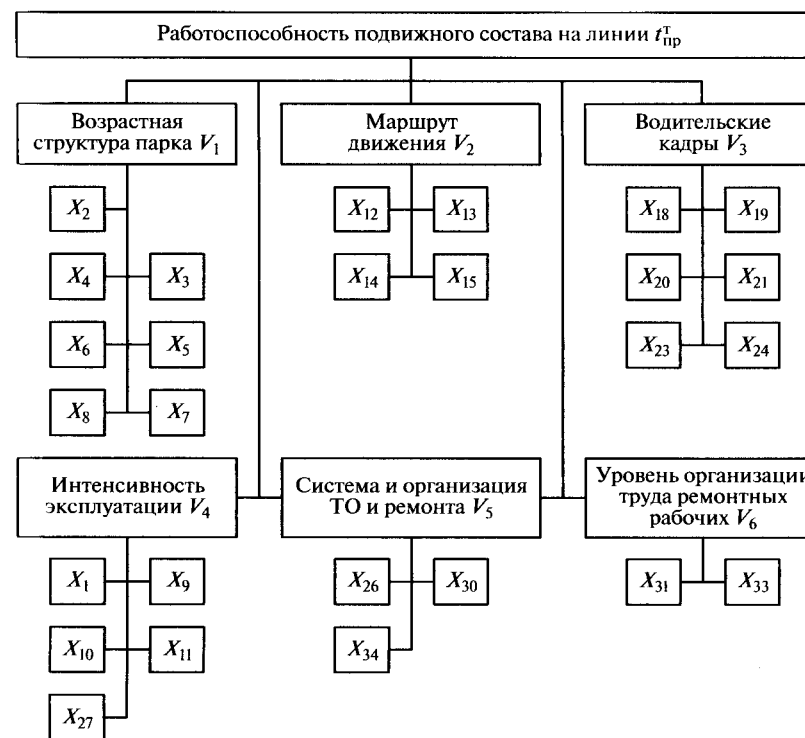 Работоспособность подвижного состава на линии t_пр^т
Возрастная
структура парка V₁
Маршрут
движения V₂
Водительские
кадры V₃
X₂
X₄ X₃
X₆ X₅
X₈ X₇
X₁₂ X₁₃
X₁₄ X₁₅
X₁₈ X₁₉
X₂₀ X₂₁
X₂₃ X₂₄
Интенсивность
эксплуатации V₄
Система и организация
ТО и ремонта V₅
Уровень организации
труда ремонтных
рабочих V₆
X₁ X₉
X₁₀ X₁₁
X₂₇
X₂₆ X₃₀
X₃₄
X₃₁ X₃₃